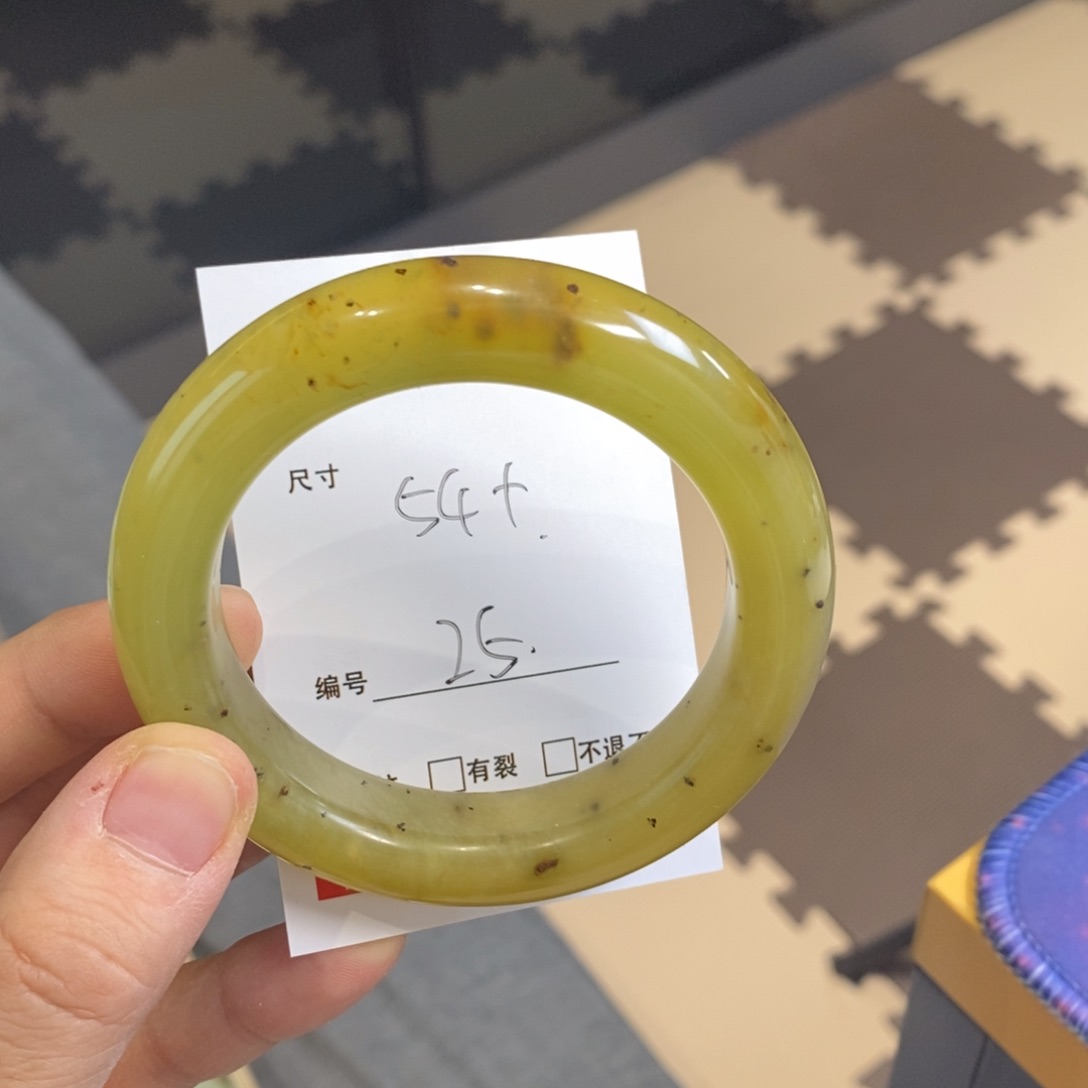 尺寸 54+.
编号 25.
□有裂 □不退